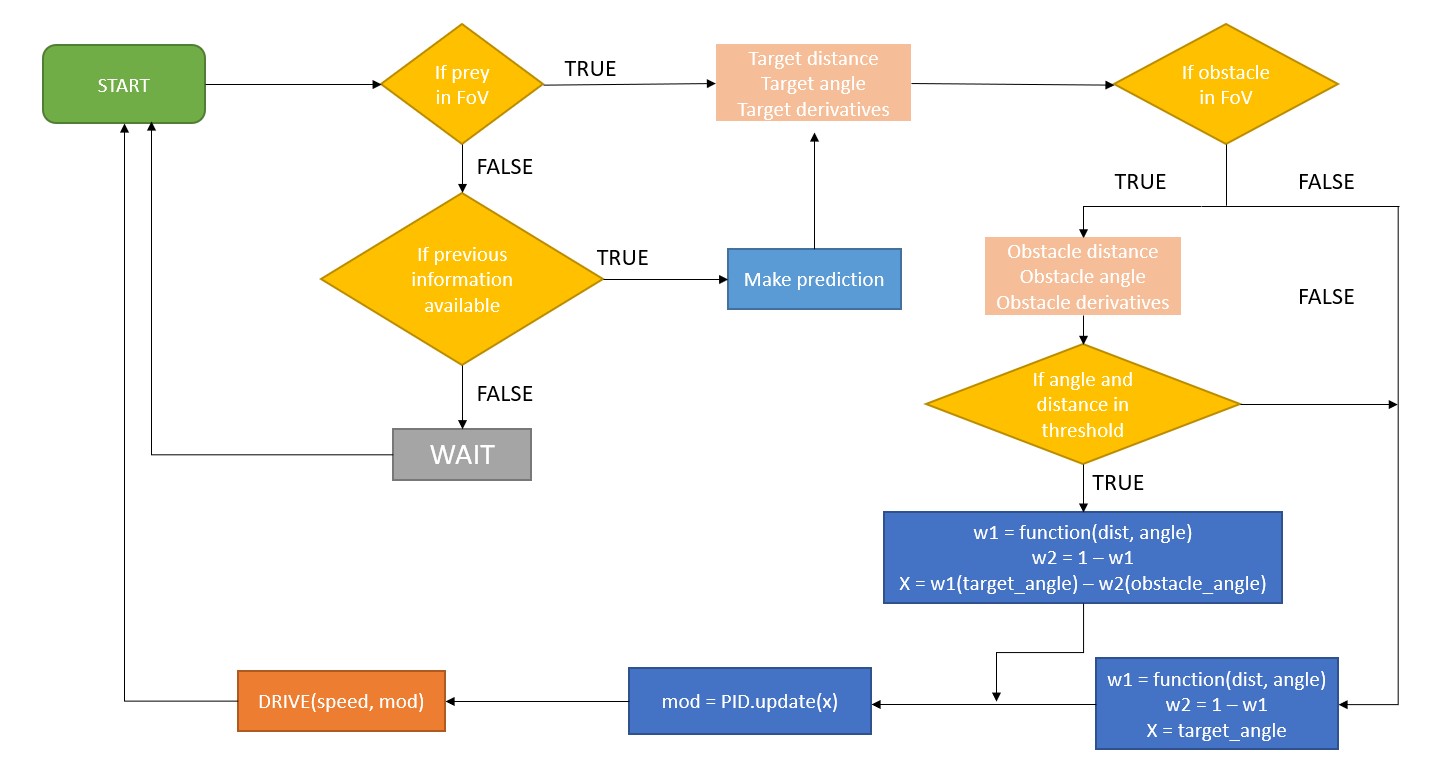 START
If prey
in FoV
TRUE
Target distance
Target angle
Target derivatives
If obstacle
in FoV
FALSE
TRUE
FALSE
If previous
information
available
TRUE
Make prediction
Obstacle distance
Obstacle angle
Obstacle derivatives
FALSE
If angle and
distance in
threshold
FALSE
WAIT
TRUE
w1 = function(dist, angle)
w2 = 1 – w1
X = w1(target_angle) – w2(obstacle_angle)
DRIVE(speed, mod)
mod = PID.update(x)
w1 = function(dist, angle)
w2 = 1 – w1
X = target_angle